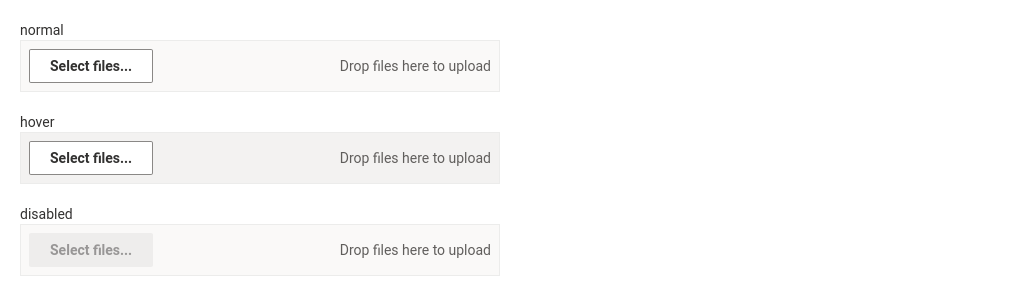 normal
Select files... Drop files here to upload
hover
Select files... Drop files here to upload
disabled
Select files... Drop files here to upload